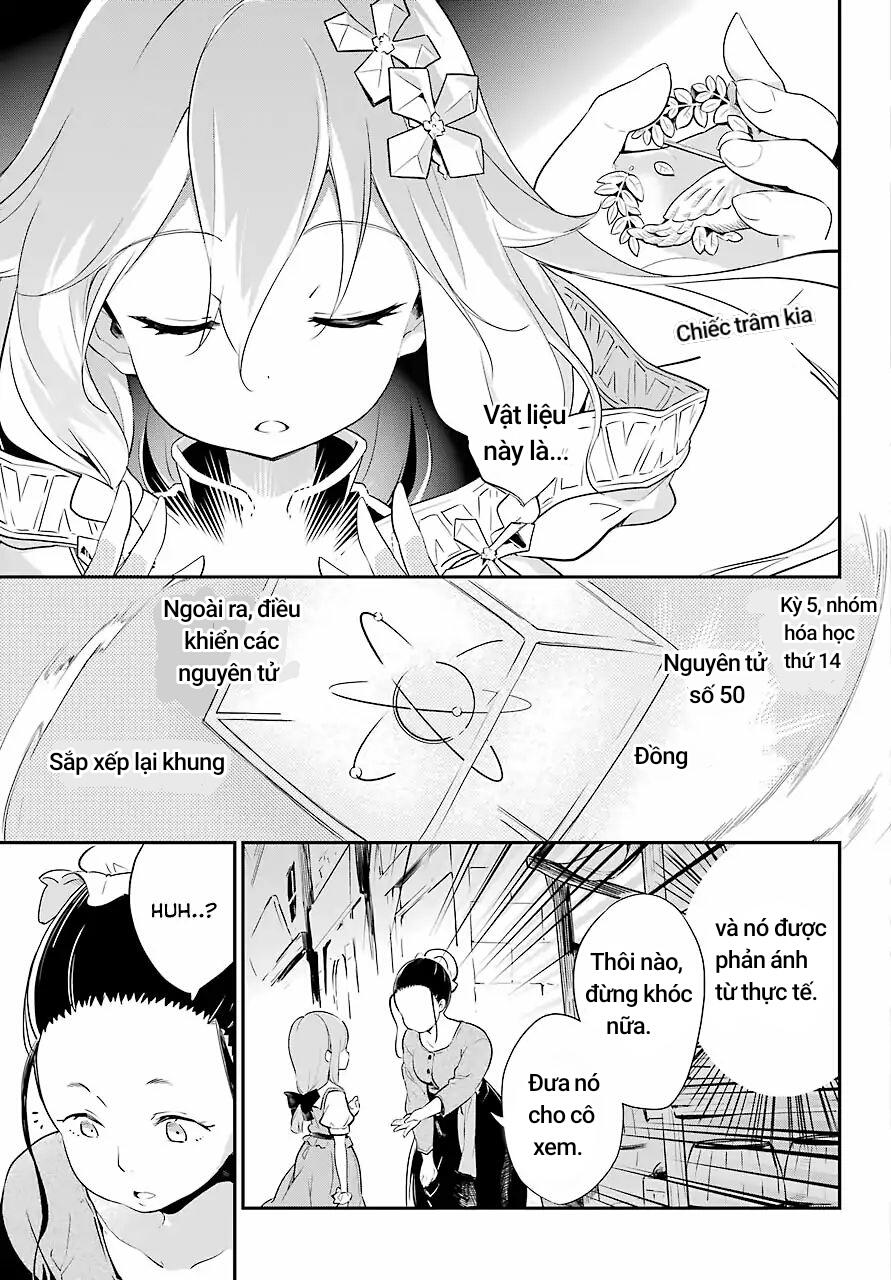 Chiếc trâm kia
Vật liệu
này là...
Kỳ 5, nhóm
hóa học
thứ 14
Nguyên tử
số 50
Đồng
Ngoài ra, điều
khiển các
nguyên tử
Sắp xếp lại khung
và nó được
phản ánh
từ thực tế.
Thôi nào,
đừng khóc
nữa.
Đưa nó
cho cô
xem.
HUH..?